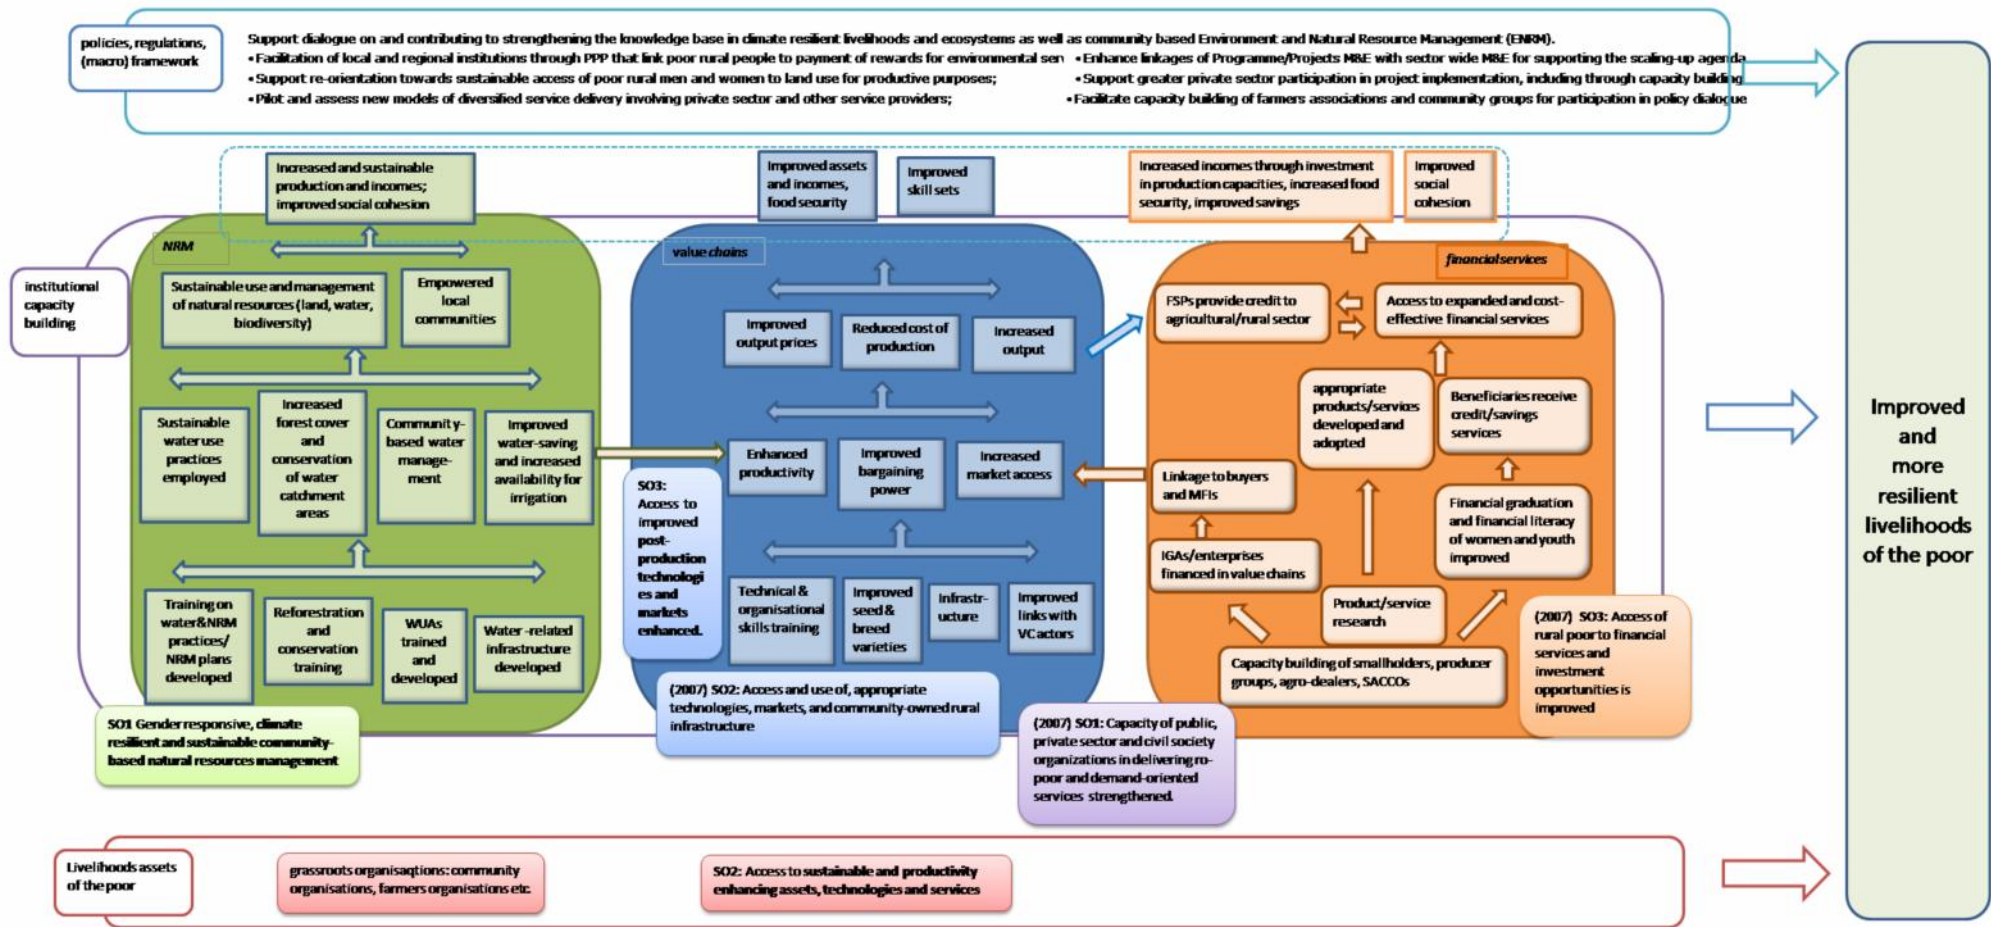 policies, regulations,
(macro) framework
Support dialogue on and contributing to strengthening the knowledge base in climate resilient livelihoods and ecosystems as well as community based Environment and Natural Resource Management (ENRM).
• Facilitation of local and regional institutions through PPP that link poor rural people to payment of rewards for environmental serv
• Support re-orientation towards sustainable access of poor rural men and women to land use for productive purposes;
• Pilot and assess new models of diversified service delivery involving private sector and other service providers;
• Enhance linkages of Programme/Projects M&E with sector wide M&E for supporting the scaling-up agenda
• Support greater private sector participation in project implementation, including through capacity building
• Facilitate capacity building of farmers associations and community groups for participation in policy dialogue
Increased and sustainable
production and incomes;
improved social cohesion
Improved assets
and incomes,
food security
Improved
skill sets
Increased incomes through investment
in production capacities, increased food
security, improved savings
Improved
social
cohesion
institutional
capacity
building
NRM
Sustainable use and management
of natural resources (land, water,
biodiversity)
Empowered
local
communities
Sustainable
water use
practices
employed
Increased
forest cover
and
conservation
of water
catchment
areas
Community-
based water
manage-
ment
Improved
water-saving
and increased
availability for
irrigation
Training on
water&NRM
practices/
NRM plans
developed
Reforestration
and
conservation
training
WUAs
trained
and
developed
Water -related
infrastructure
developed
SO1 Gender responsive, climate
resilient and sustainable community-
based natural resources management
value chains
Improved
output prices
Reduced cost of
production
Increased
output
Enhanced
productivity
Improved
bargaining
power
Increased
market access
SO3:
Access to
improved
post-
production
technologi
es and
markets
enhanced.
Technical &
organisational
skills training
Improved
seed &
breed
varieties
Infrastr-
ucture
Improved
links with
VC actors
(2007) SO2: Access and use of, appropriate
technologies, markets, and community-owned rural
infrastructure
financial services
FSPs provide credit to
agricultural/rural sector
Access to expanded and cost-
effective financial services
appropriate
products/services
developed and
adopted
Beneficiaries receive
credit/savings
services
Linkage to buyers
and MFIs
Financial graduation
and financial literacy
of women and youth
improved
IGAs/enterprises
financed in value chains
Product/service
research
Capacity building of smallholders, producer
groups, agro-dealers, SACCOs
(2007) SO3: Access of
rural poor to financial
services and
investment
opportunities is
improved
(2007) SO1: Capacity of public,
private sector and civil society
organizations in delivering ro-
poor and demand-oriented
services strengthened.
Improved
and
more
resilient
livelihoods
of the poor
Livelihoods assets
of the poor
grassroots organisaqtions: community
organisations, farmers organisations etc.
SO2: Access to sustainable and productivity
enhancing assets, technologies and services